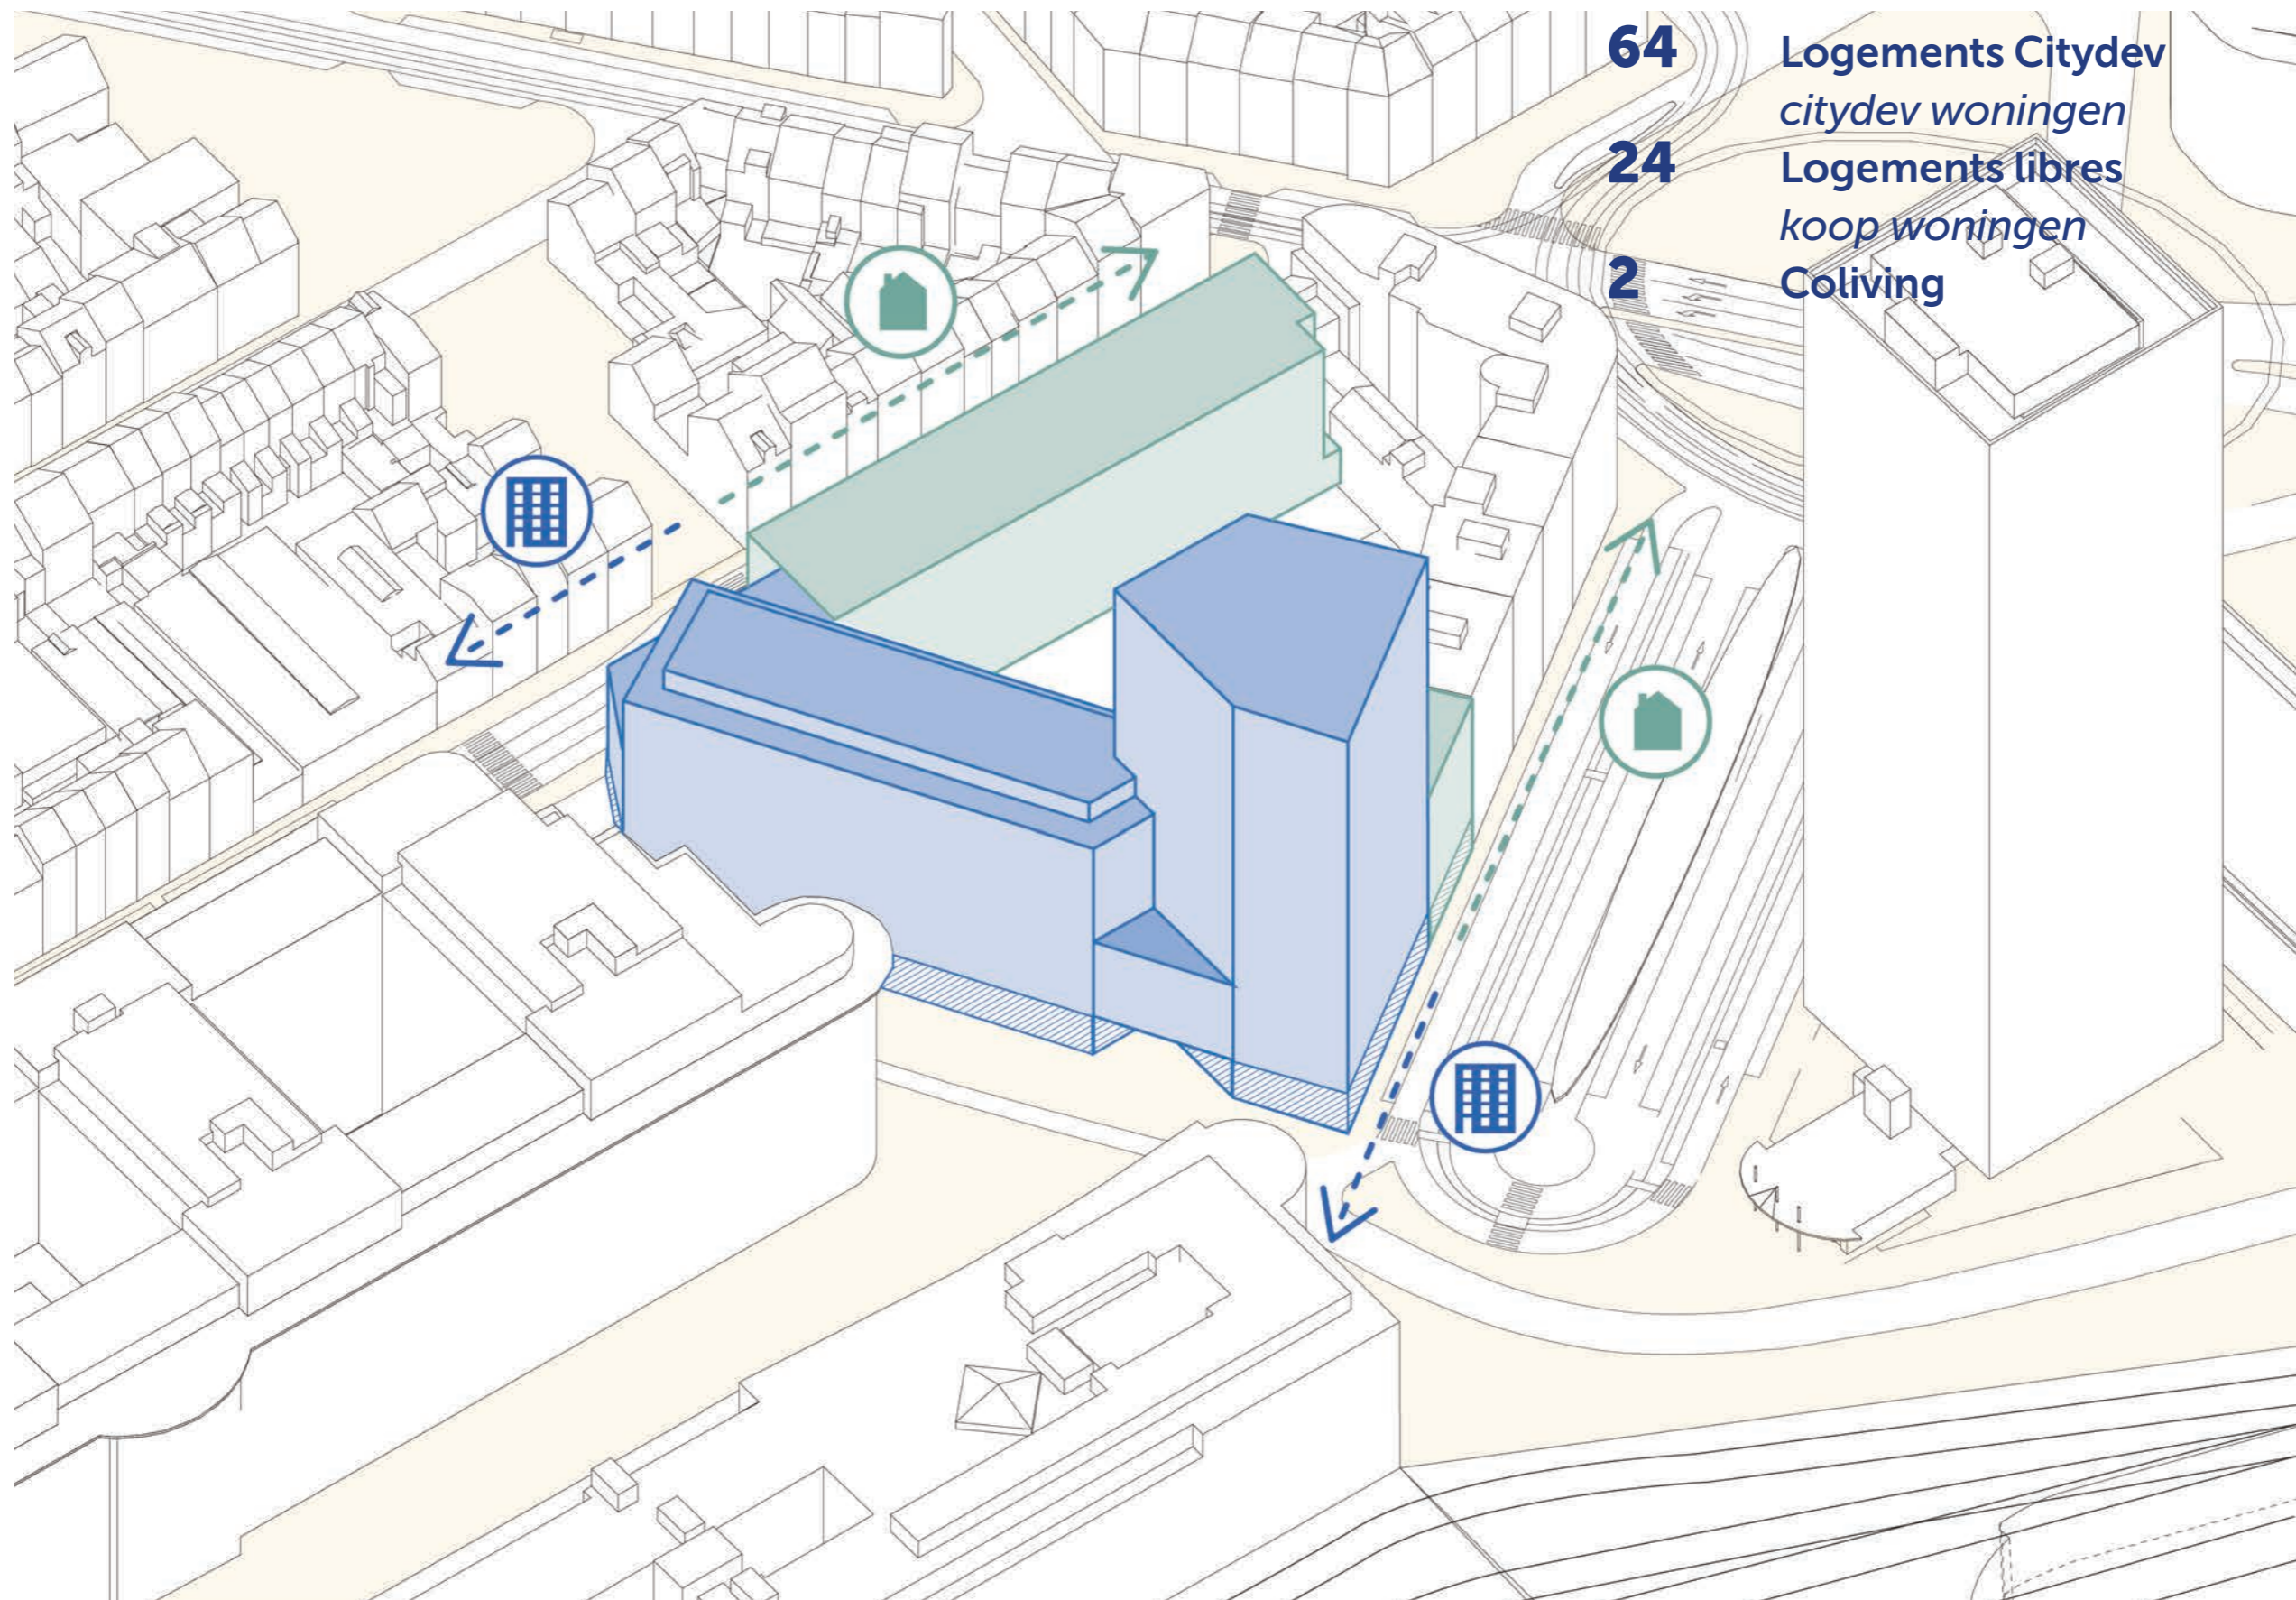 64 Logements Citydev
citydev woningen
24 Logements libres
koop woningen
2 Coliving